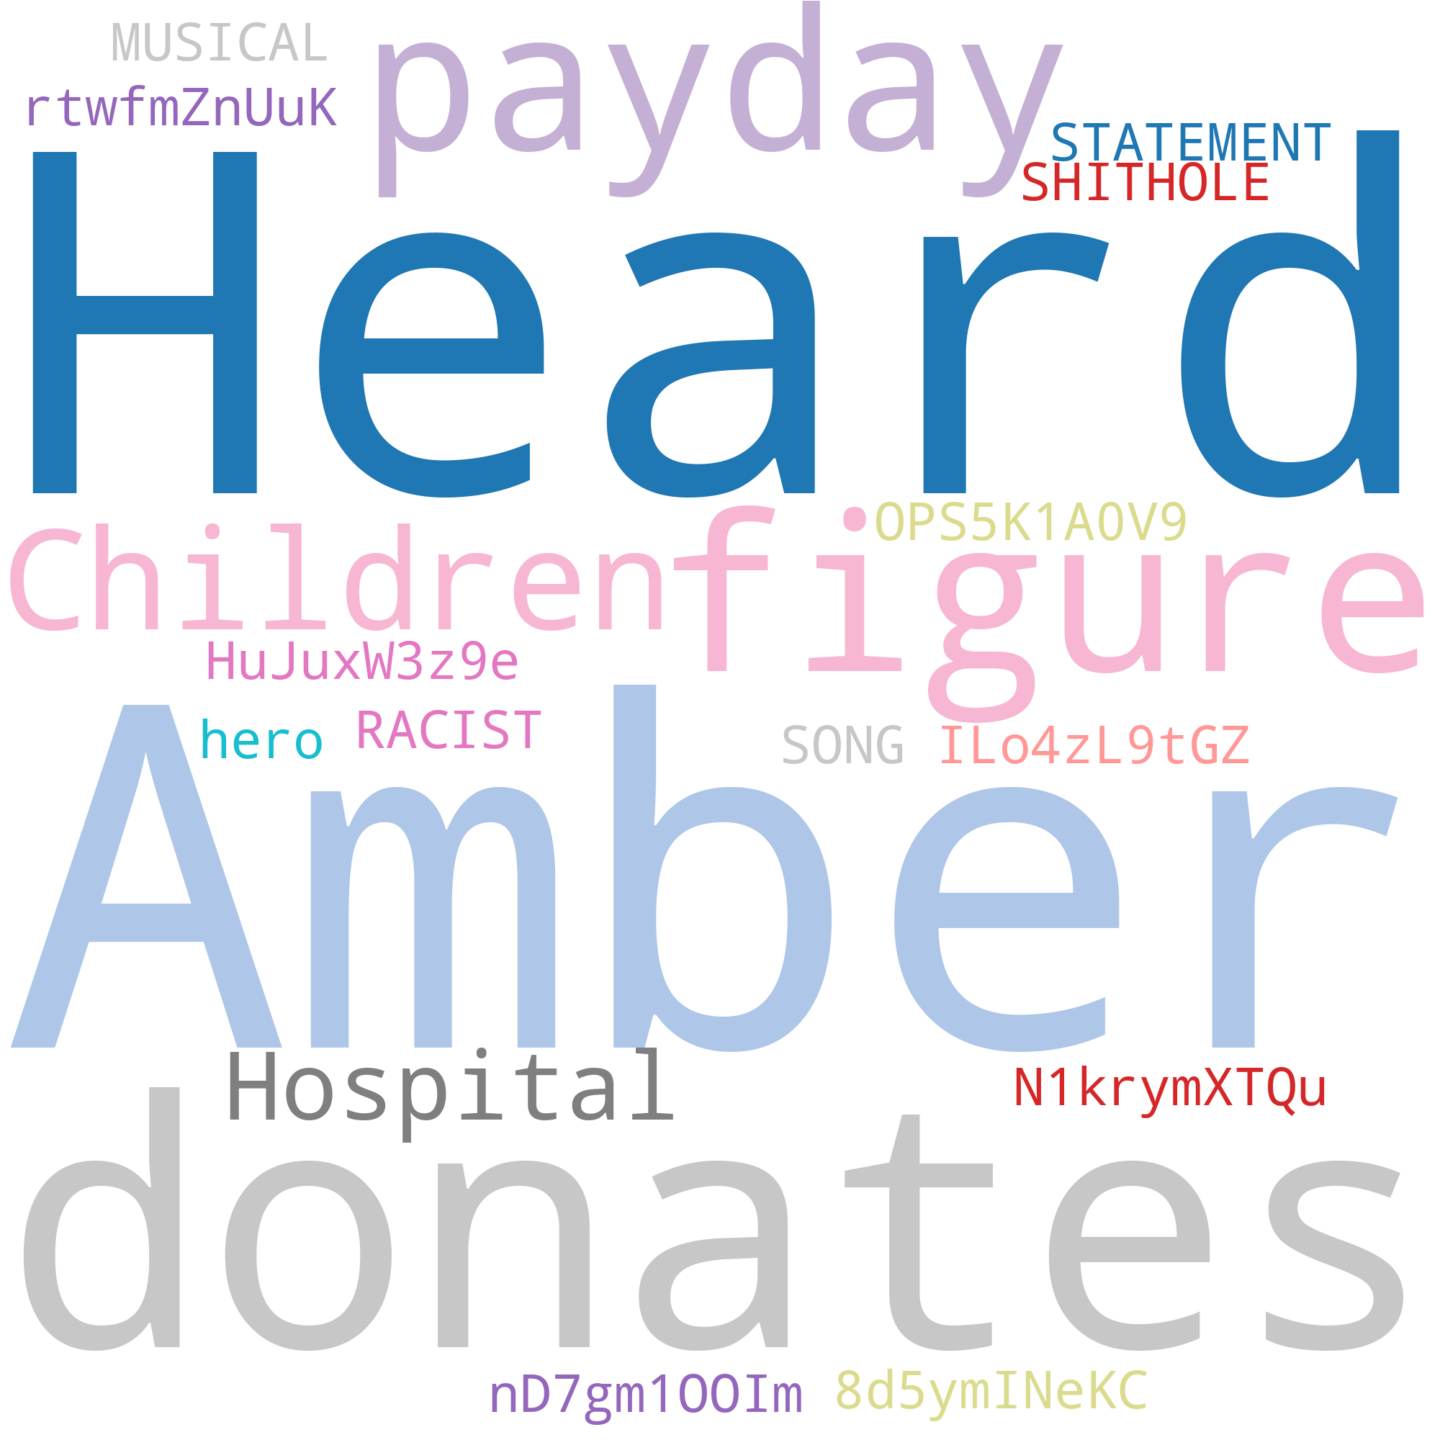 MUSICAL
payday
rtwfmZnUuK
STATEMENT
SHITHOLE
Heard
OPS5K1A0V9
Children
figure
HuJuxW3z9e
hero
RACIST
SONG
ILo4zL9tGZ
Amber
Hospital
N1krymXTQu
donates
nD7gm1OOIm
8d5ymINeKC